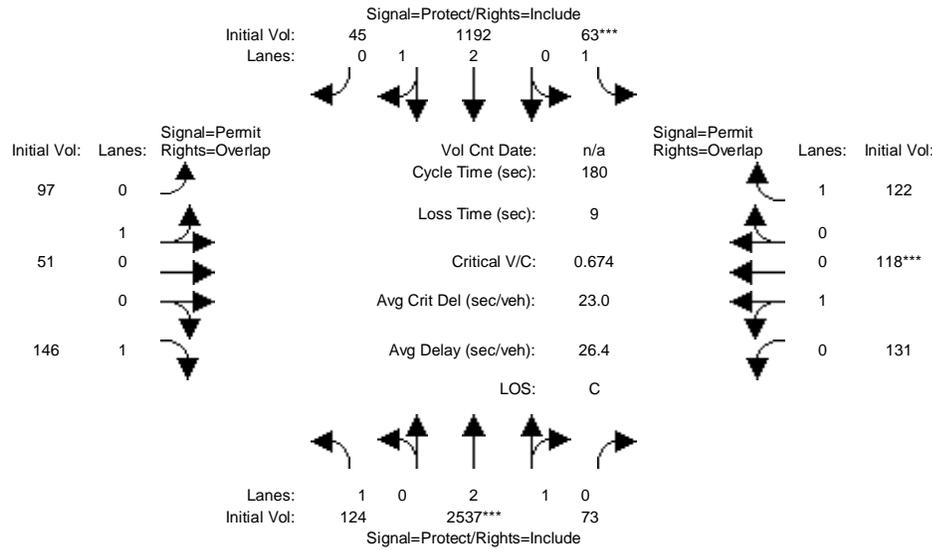 Signal=Protect/Rights=Include
Initial Vol: 45 1192 63***
Lanes: 0 1 2 0 1
Signal=Permit Signal=Permit
Initial Vol: Lanes: Rights=Overlap Vol Cnt Date: n/a Rights=Overlap Lanes: Initial Vol:
Cycle Time (sec): 180
97 0 1 122
Loss Time (sec): 9
1 0
51 0 Critical V/C: 0.674 0 118***
0 Avg Crit Del (sec/veh): 23.0 1
146 1 Avg Delay (sec/veh): 26.4 0 131
LOS: C
Lanes: 1 0 2 1 0
Initial Vol: 124 2537*** 73
Signal=Protect/Rights=Include